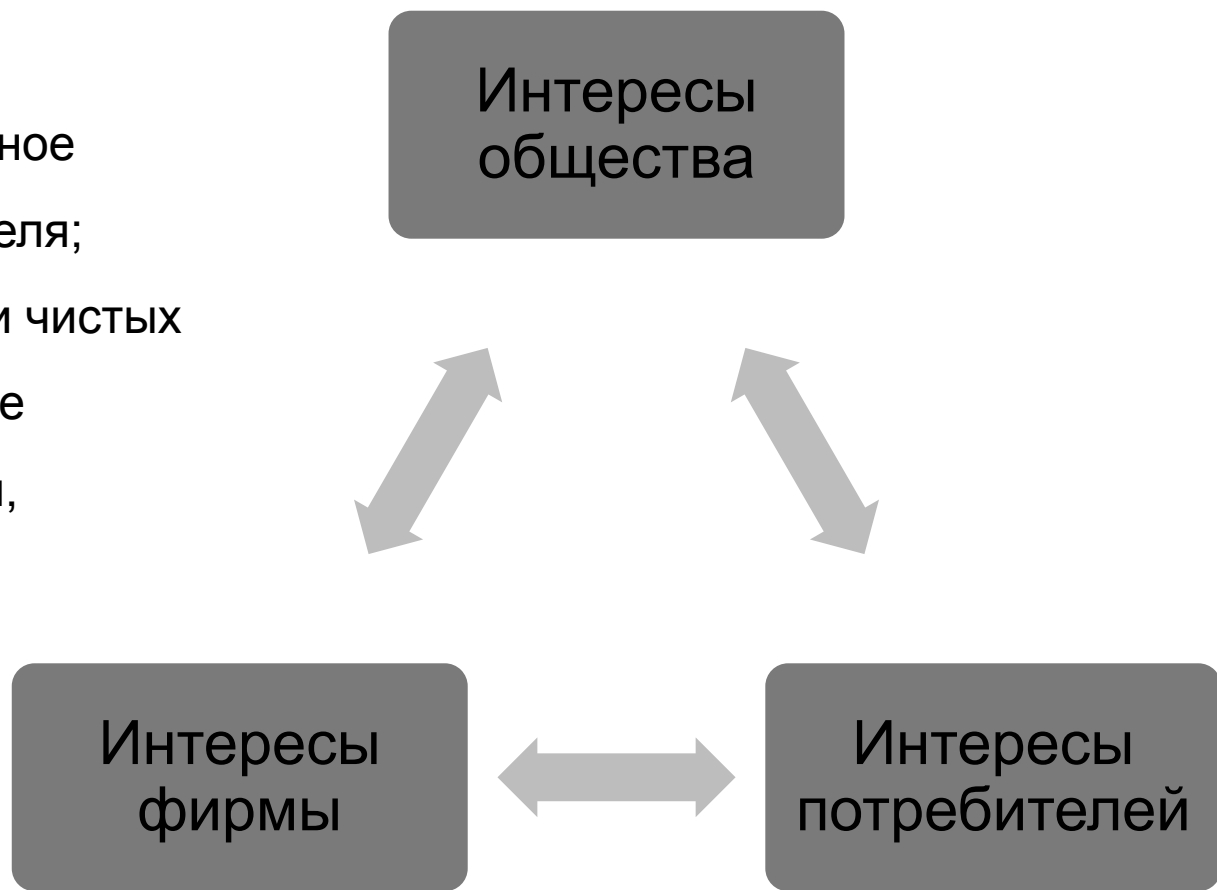 Интересы
общества
ное
еля;
и чистых
е
,
Интересы
фирмы
Интересы
потребителей